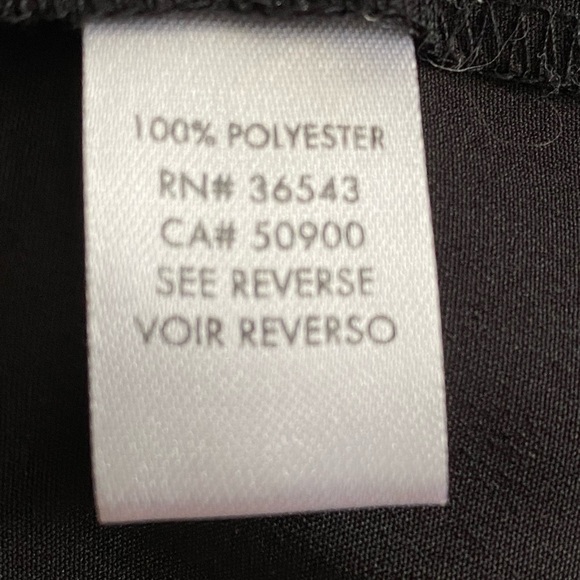 100% POLYESTER
RN# 36543
CA# 50900
SEE REVERSE
VOIR REVERSO